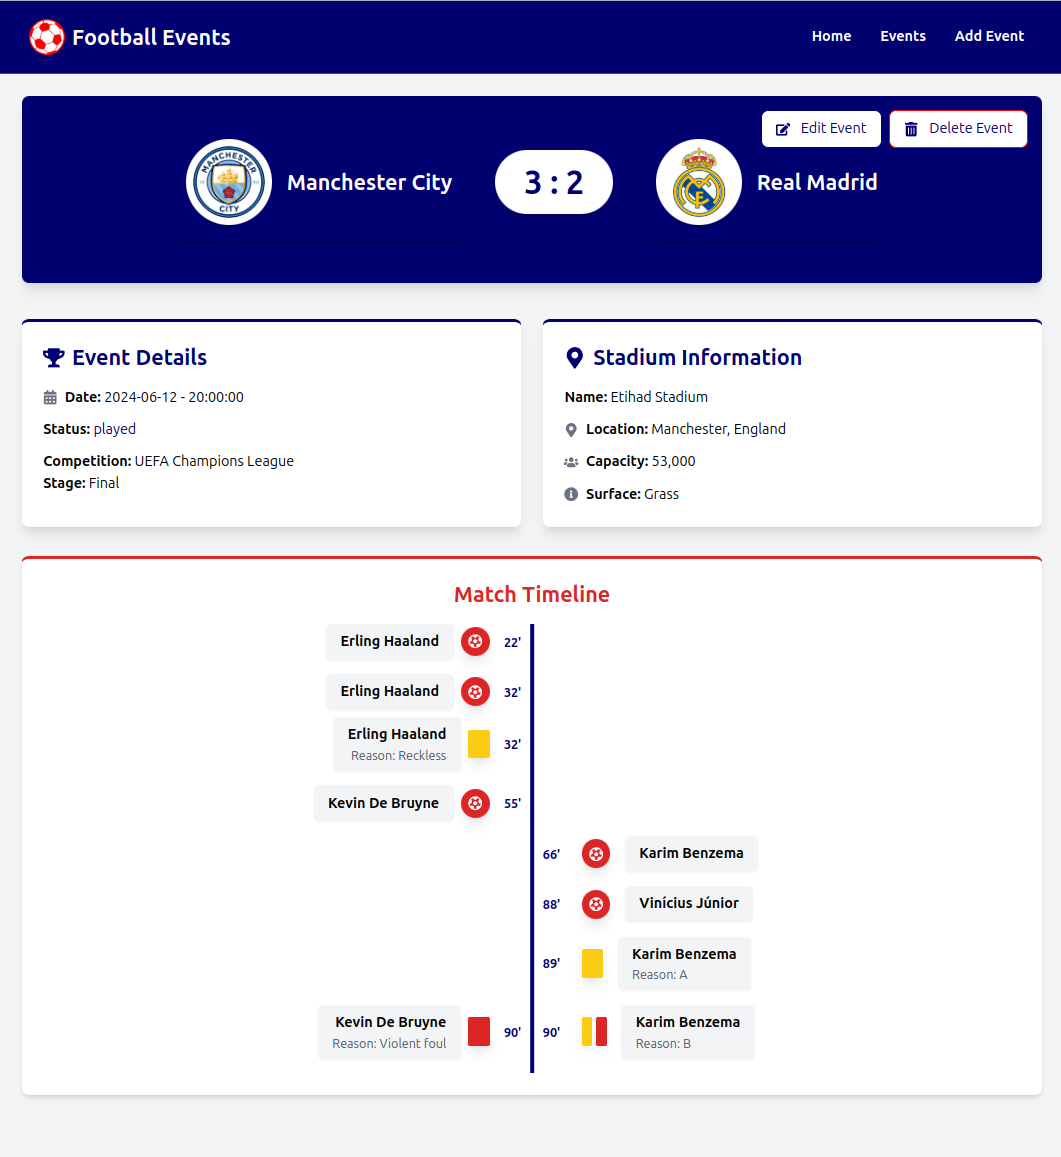 Football Events
Home
Events
Add Event
Edit Event
Delete Event
MANCHESTER
CITY
Manchester City
3 : 2
Real Madrid
Event Details
Date: 2024-06-12 - 20:00:00
Status: played
Competition: UEFA Champions League
Stage: Final
Stadium Information
Name: Etihad Stadium
Location: Manchester, England
Capacity: 53,000
Surface: Grass
Match Timeline
Erling Haaland 22'
Erling Haaland 32'
Erling Haaland
Reason: Reckless
32'
Kevin De Bruyne 55'
66' Karim Benzema
88' Vinícius Júnior
89'
Karim Benzema
Reason: A
Kevin De Bruyne
Reason: Violent foul
90'
90'
Karim Benzema
Reason: B